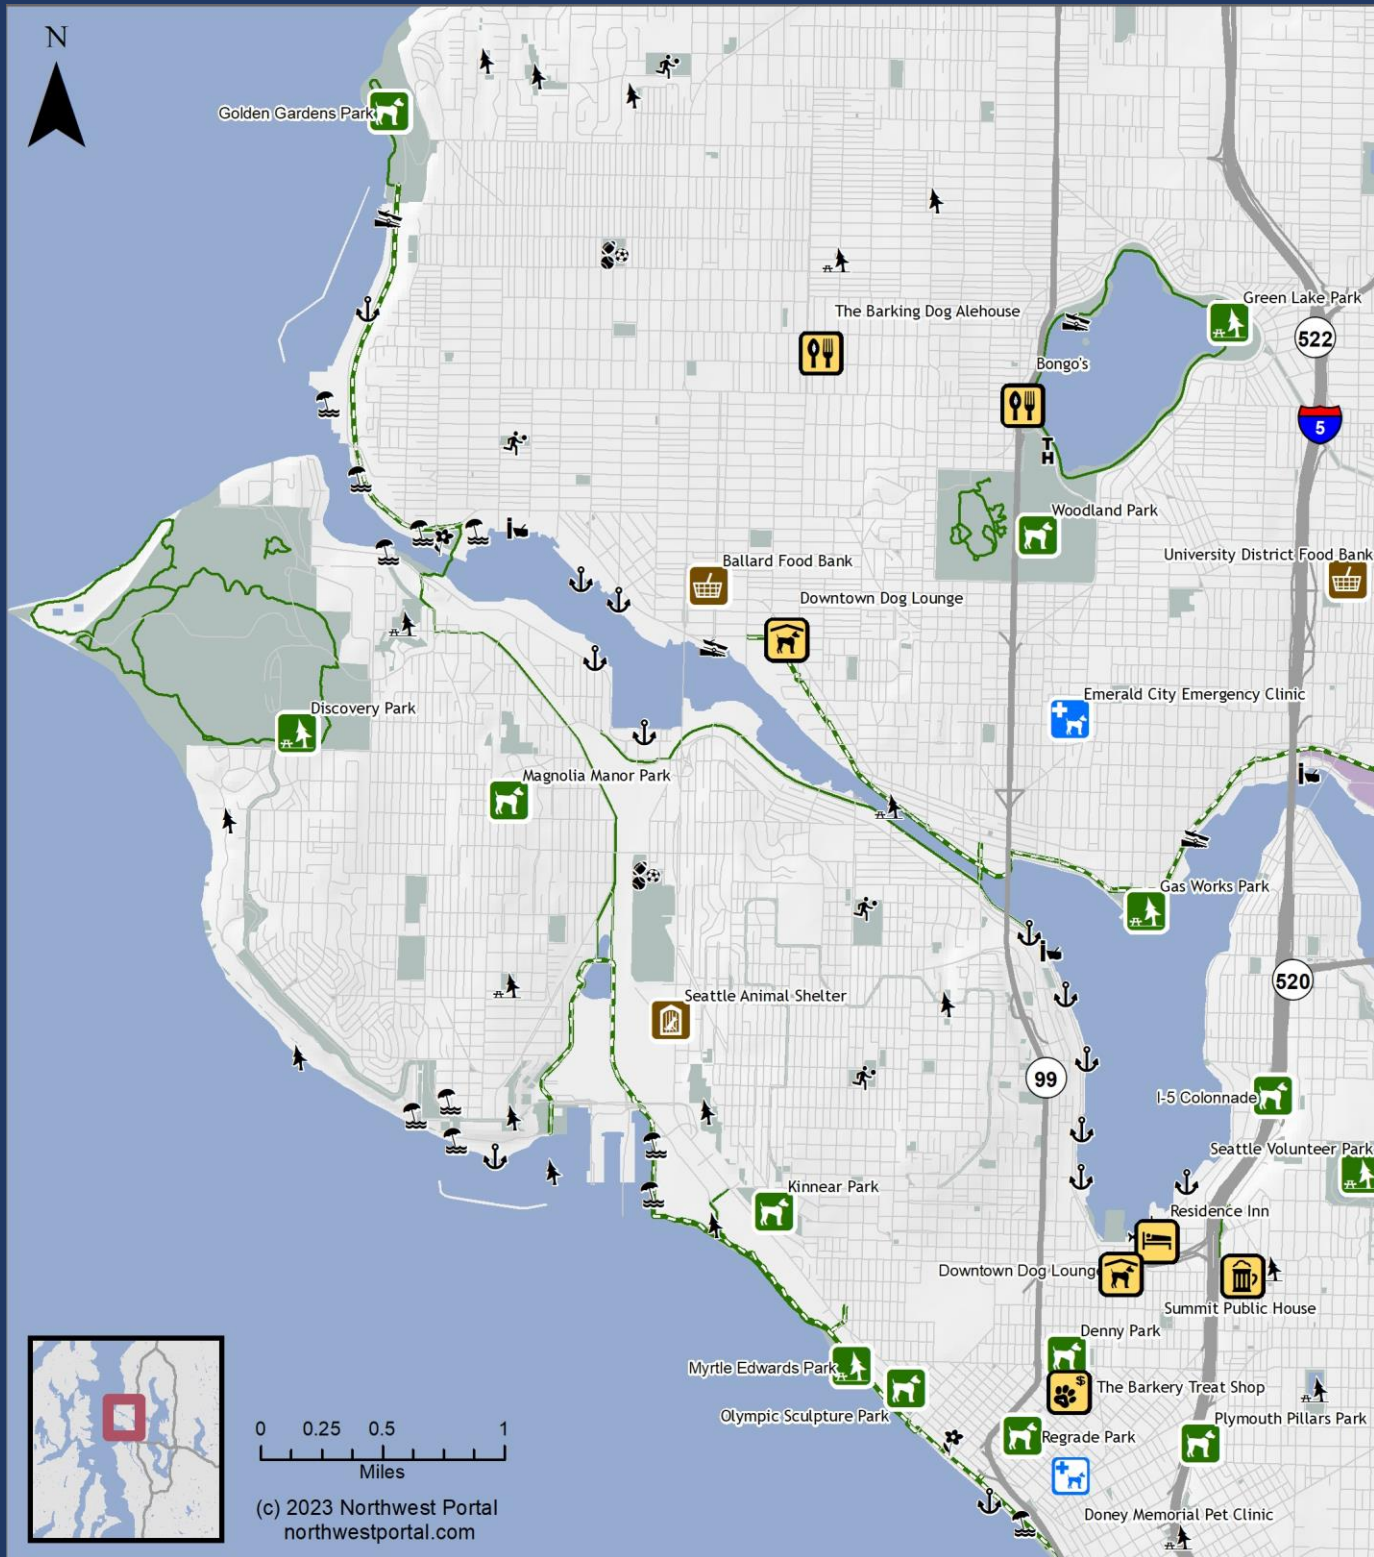 N
Golden Gardens Park
Green Lake Park
The Barking Dog Alehouse
522
Bongo's
5
TH
Woodland Park
University District Food Bank
Ballard Food Bank
Downtown Dog Lounge
Emerald City Emergency Clinic
Discovery Park
Magnolia Manor Park
Gas Works Park
520
Seattle Animal Shelter
99
I-5 Colonnade
Seattle Volunteer Park
Kinnear Park
Residence Inn
Downtown Dog Loung
Summit Public House
Denny Park
Myrtle Edwards Park
$
The Barkery Treat Shop
Olympic Sculpture Park
Plymouth Pillars Park
Regrade Park
0 0.25 0.5 1
Miles
(c) 2023 Northwest Portal
northwestportal.com
Doney Memorial Pet Clinic